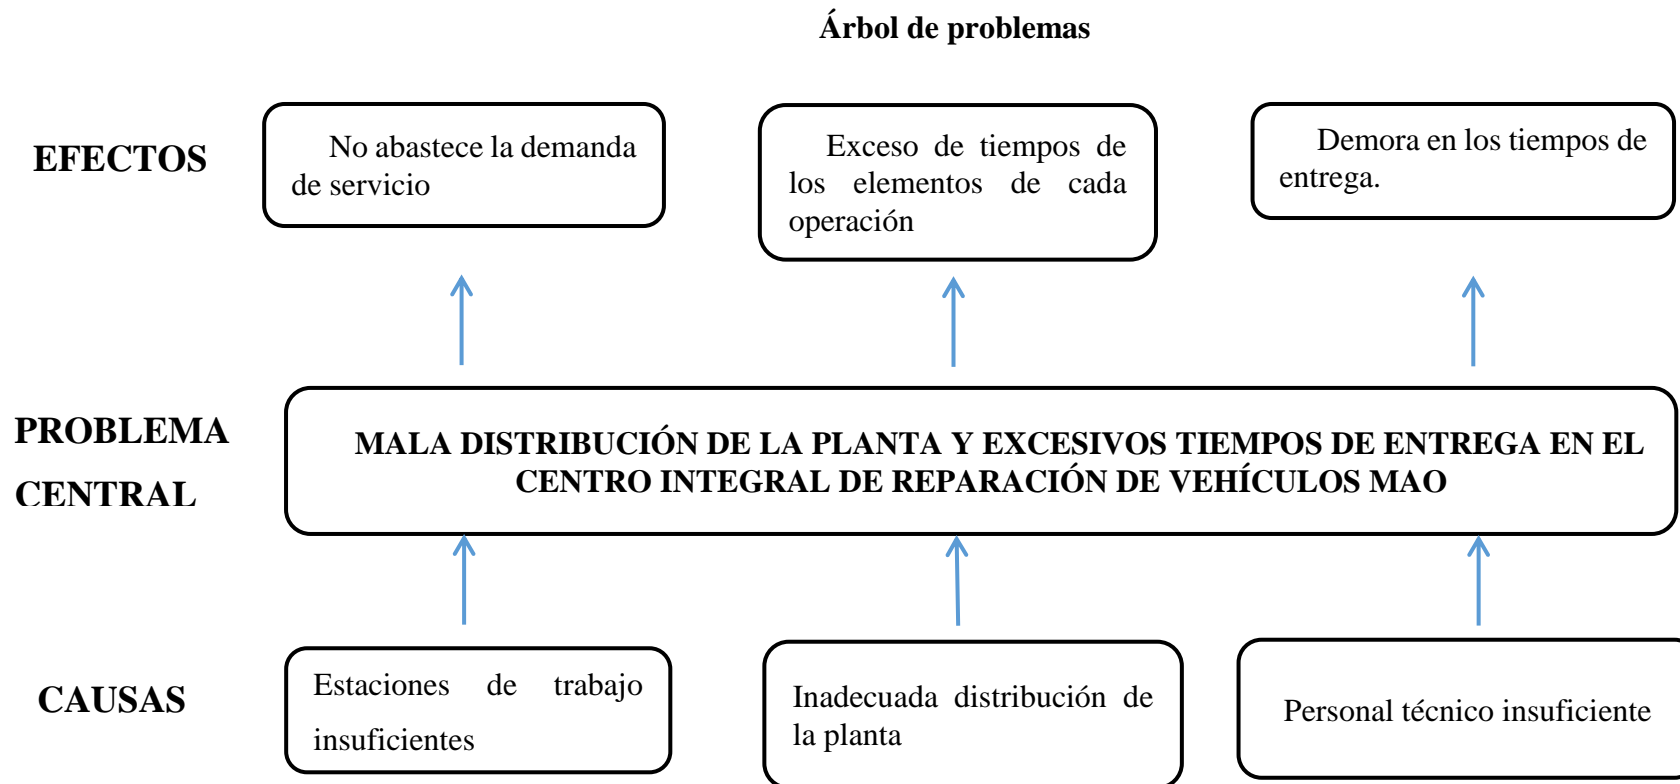 Árbol de problemas
EFECTOS
No abastece la demanda
de servicio
Exceso de tiempos de
los elementos de cada
operación
Demora en los tiempos de
entrega.
PROBLEMA
CENTRAL
MALA DISTRIBUCIÓN DE LA PLANTA Y EXCESIVOS TIEMPOS DE ENTREGA EN EL
CENTRO INTEGRAL DE REPARACIÓN DE VEHÍCULOS MAO
CAUSAS
Estaciones de trabajo
insuficientes
Inadecuada distribución de
la planta
Personal técnico insuficiente